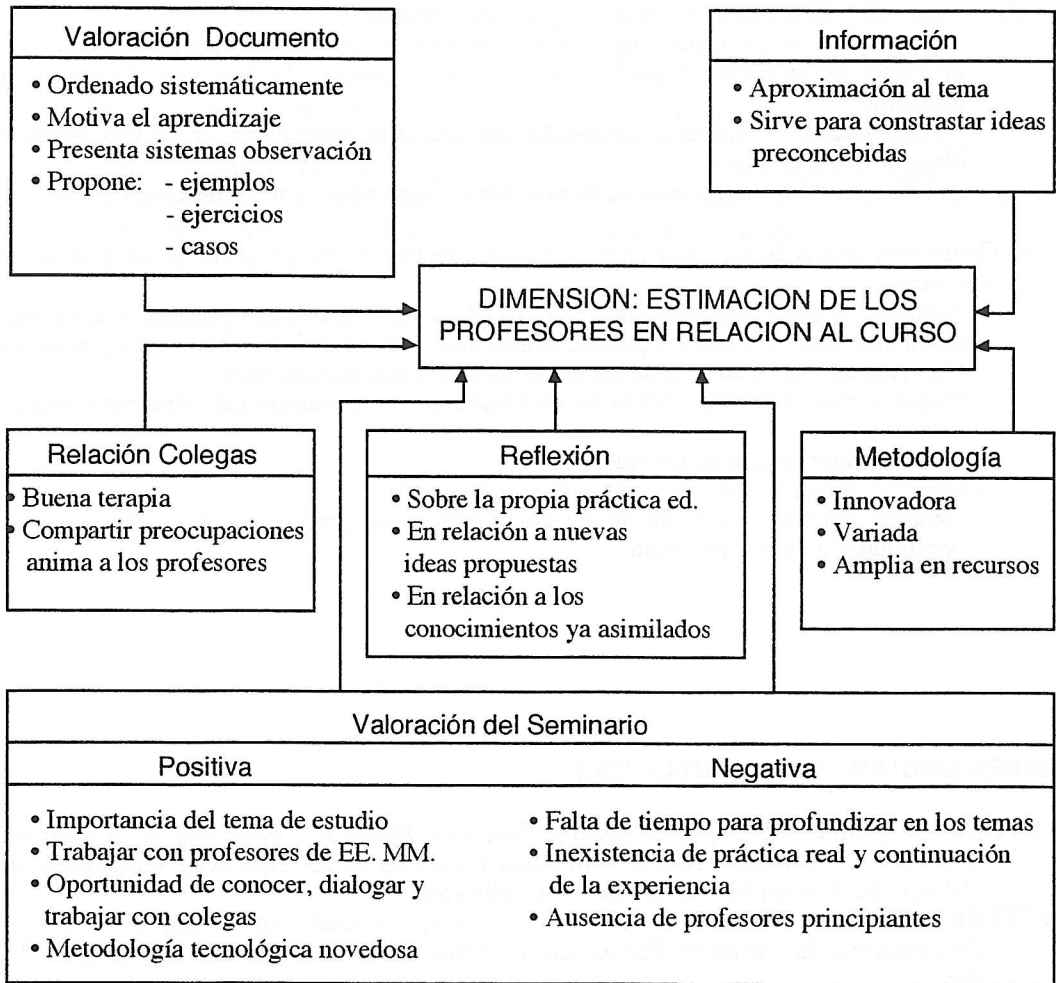 Valoración Documento
• Ordenado sistemáticamente
• Motiva el aprendizaje
• Presenta sistemas observación
• Propone: - ejemplos
- ejercicios
- casos
Información
• Aproximación al tema
• Sirve para constrastar ideas
preconcebidas
DIMENSION: ESTIMACION DE LOS
PROFESORES EN RELACION AL CURSO
Relación Colegas
• Buena terapia
• Compartir preocupaciones
anima a los profesores
Reflexión
• Sobre la propia práctica ed.
• En relación a nuevas
ideas propuestas
• En relación a los
conocimientos ya asimilados
Metodología
• Innovadora
• Variada
• Amplia en recursos
Valoración del Seminario
Positiva
• Importancia del tema de estudio
• Trabajar con profesores de EE. MM.
• Oportunidad de conocer, dialogar y
trabajar con colegas
• Metodología tecnológica novedosa
Negativa
• Falta de tiempo para profundizar en los temas
• Inexistencia de práctica real y continuación
de la experiencia
• Ausencia de profesores principiantes